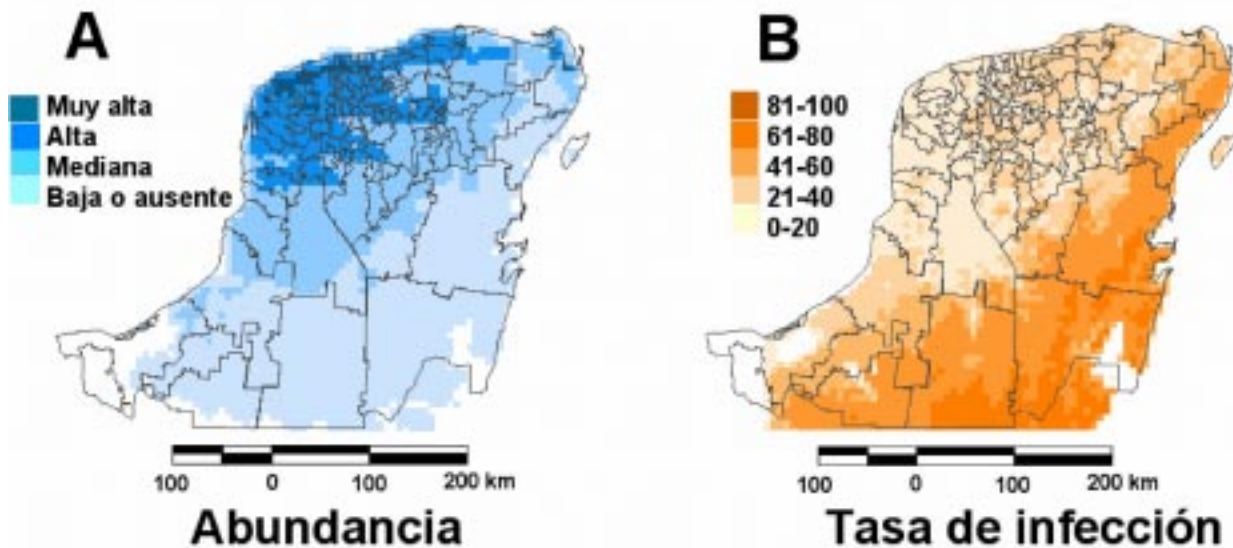 A
Muy alta
Alta
Mediana
Baja o ausente
100 0 100 200 km
Abundancia
B
81-100
61-80
41-60
21-40
0-20
100 0 100 200 km
Tasa de infección